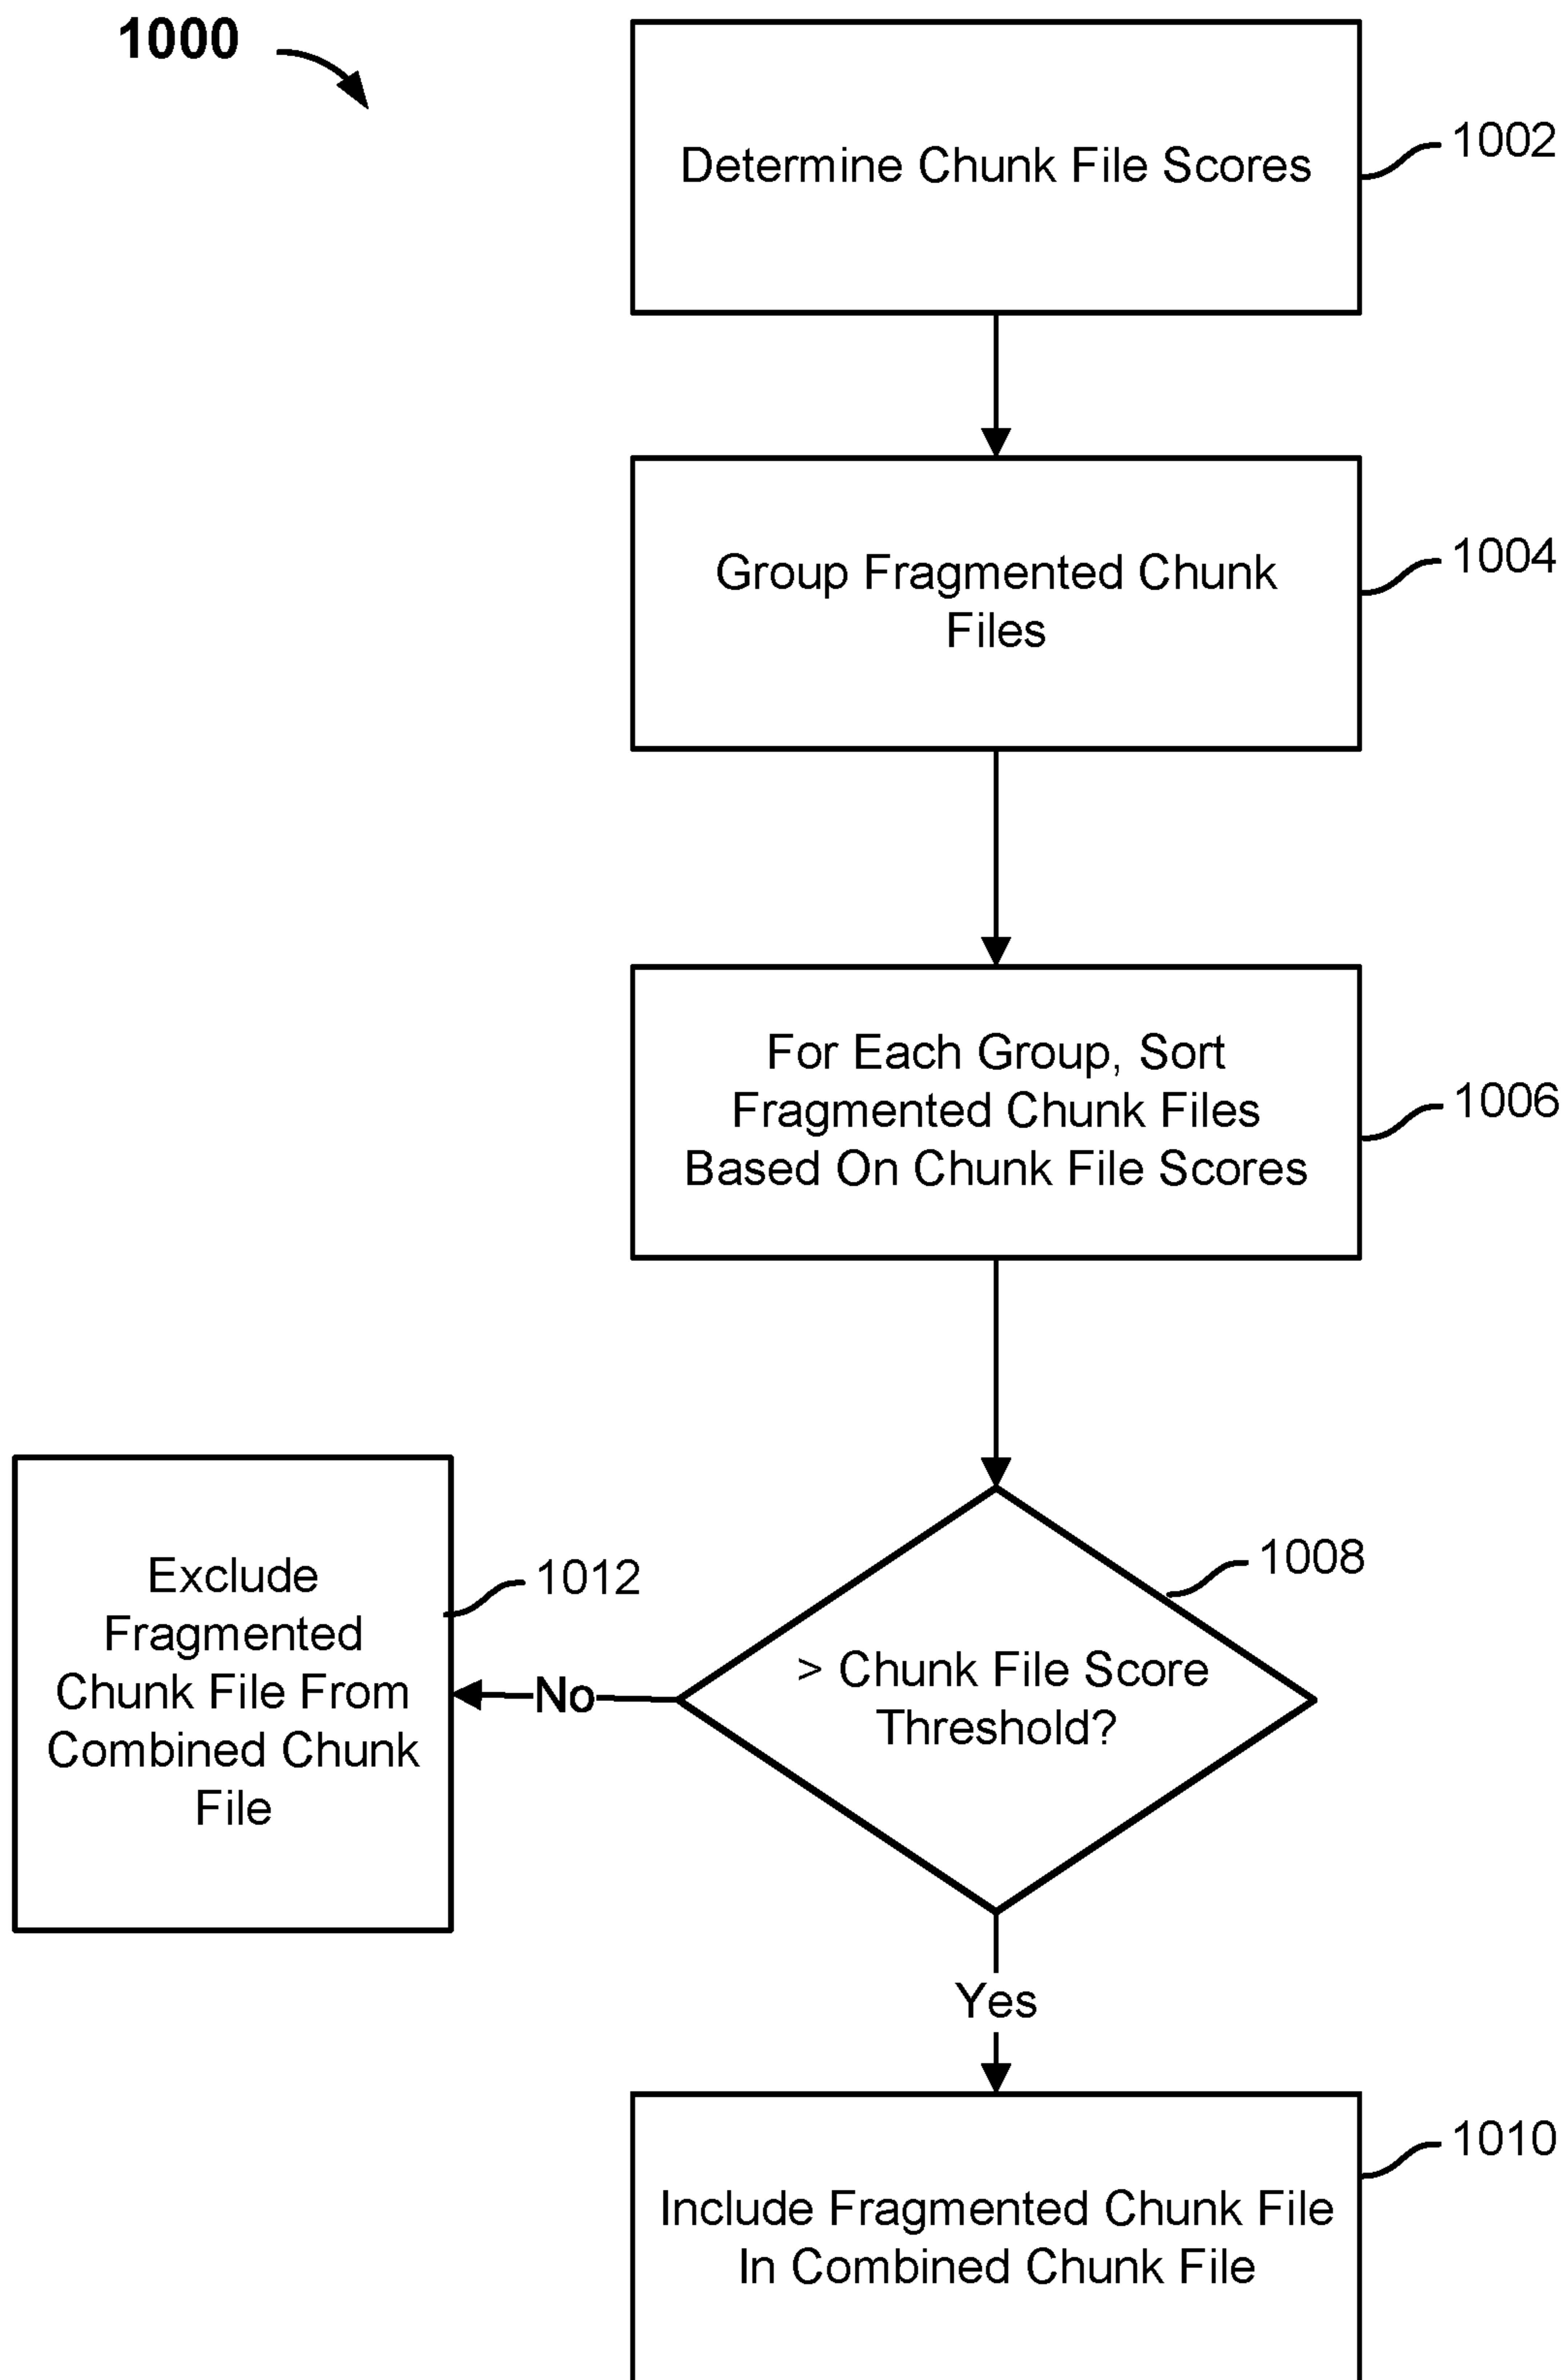 1000
Determine Chunk File Scores
1002
Group Fragmented Chunk
Files
1004
For Each Group, Sort
Fragmented Chunk Files
Based On Chunk File Scores
1006
> Chunk File Score
Threshold?
1008
No
Exclude
Fragmented
Chunk File From
Combined Chunk
File
1012
Yes
Include Fragmented Chunk File
In Combined Chunk File
1010